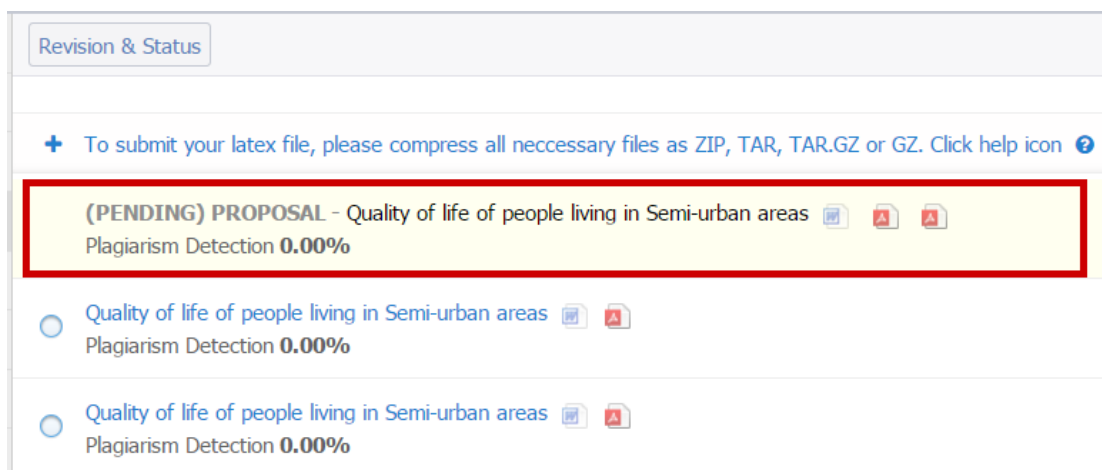 Revision & Status
To submit your latex file, please compress all neccessary files as ZIP, TAR, TAR.GZ or GZ. Click help icon
(PENDING) PROPOSAL - Quality of life of people living in Semi-urban areas
Plagiarism Detection 0.00%
Quality of life of people living in Semi-urban areas
Plagiarism Detection 0.00%
Quality of life of people living in Semi-urban areas
Plagiarism Detection 0.00%